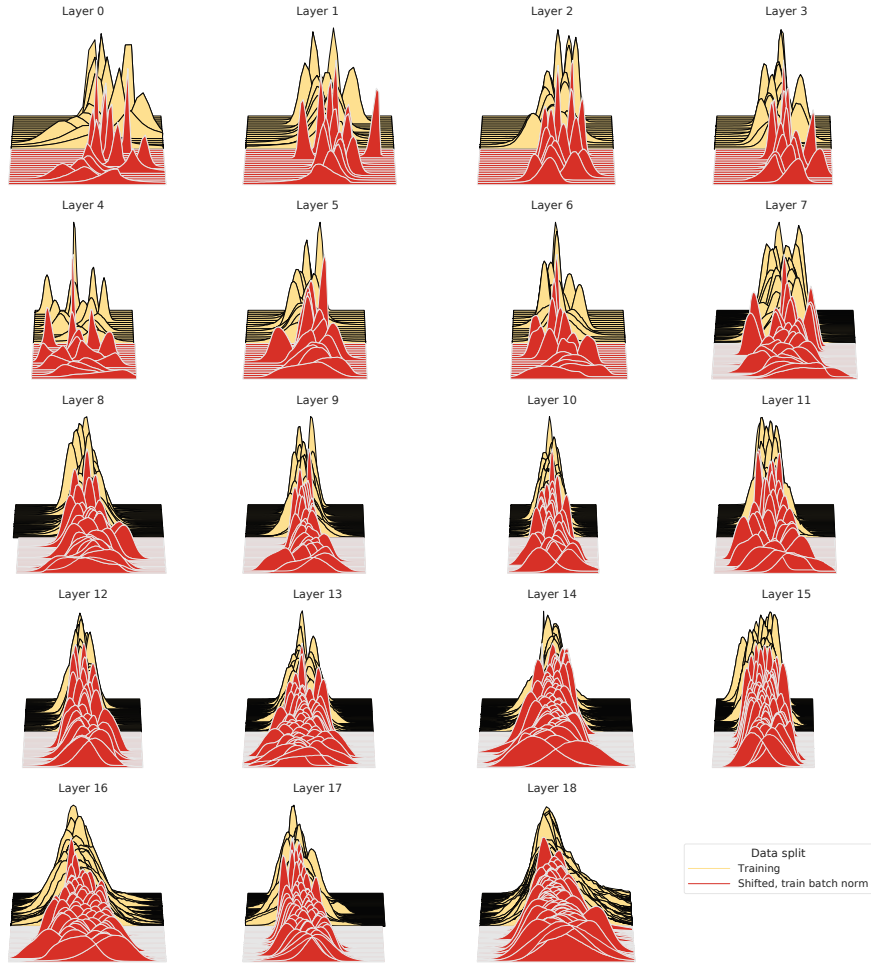 Layer 0
Layer 1
Layer 2
Layer 3
Layer 4
Layer 5
Layer 6
Layer 7
Layer 8
Layer 9
Layer 10
Layer 11
Layer 12
Layer 13
Layer 14
Layer 15
Layer 16
Layer 17
Layer 18
Data split
Training
Shifted, train batch norm